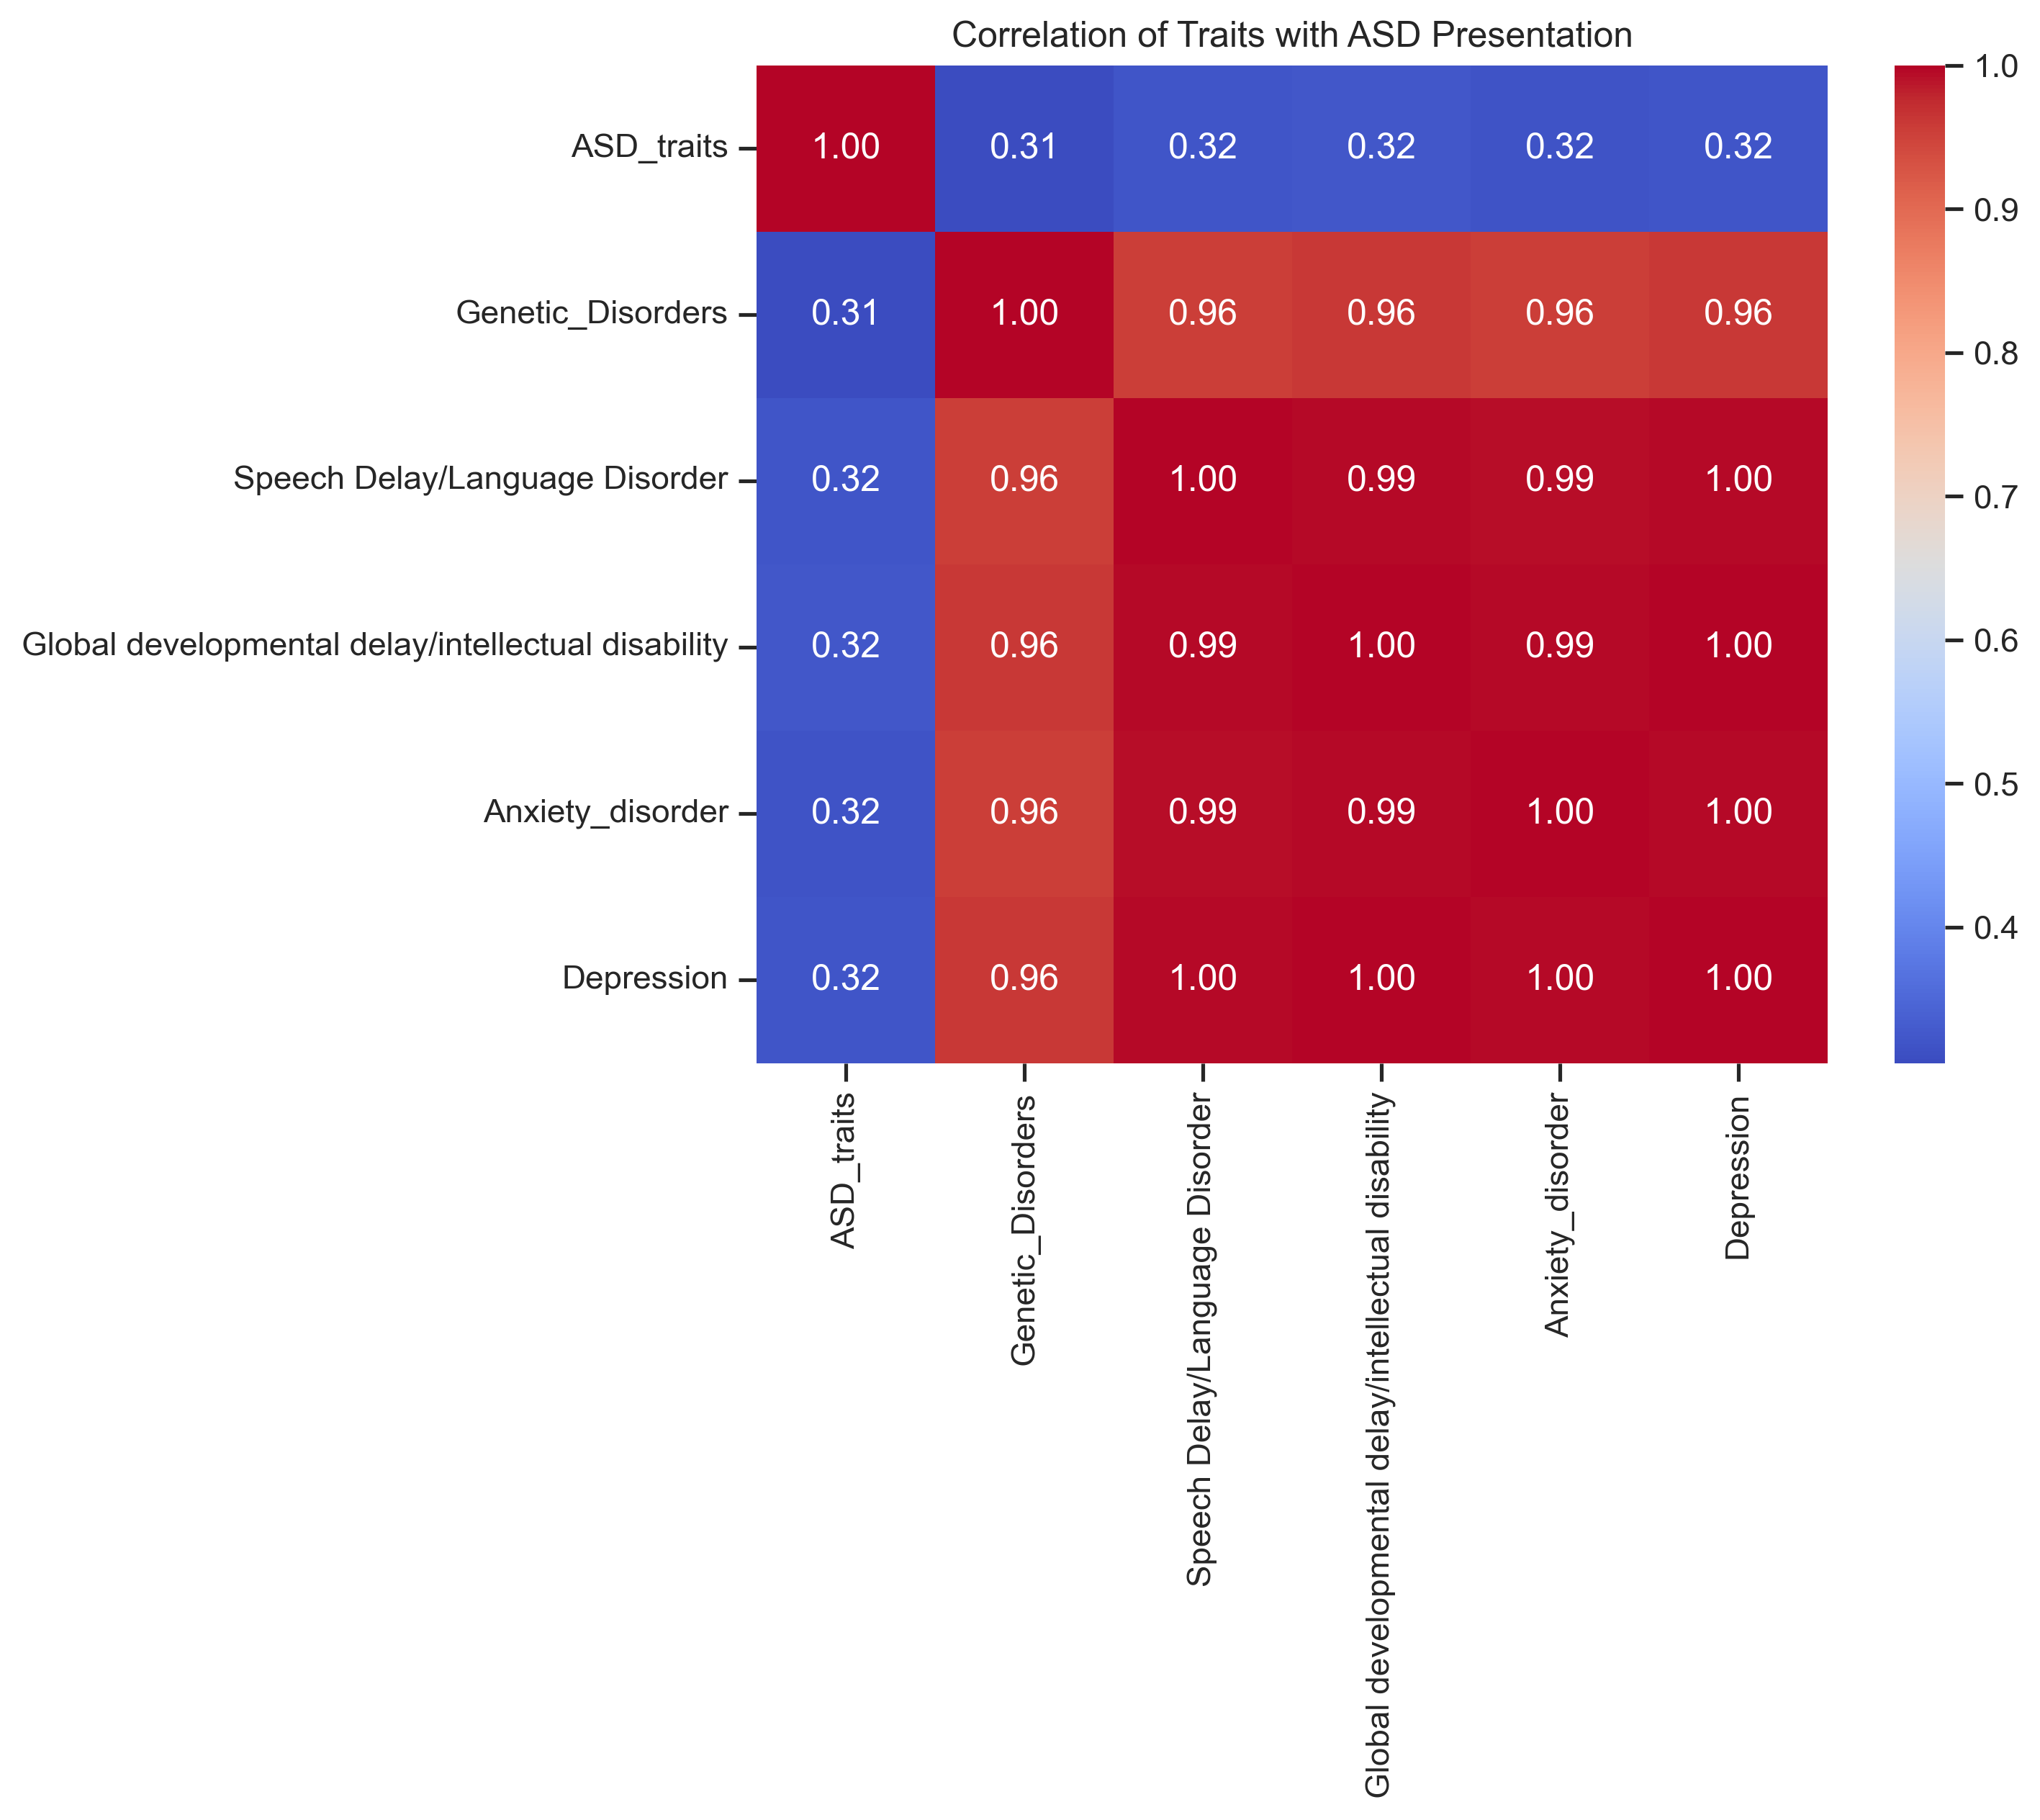 Correlation of Traits with ASD Presentation
ASD_traits 1.00 0.31 0.32 0.32 0.32 0.32
Genetic_Disorders 0.31 1.00 0.96 0.96 0.96 0.96
Speech Delay/Language Disorder 0.32 0.96 1.00 0.99 0.99 1.00
Global developmental delay/intellectual disability 0.32 0.96 0.99 1.00 0.99 1.00
Anxiety_disorder 0.32 0.96 0.99 0.99 1.00 1.00
Depression 0.32 0.96 1.00 1.00 1.00 1.00
ASD_traits
Genetic_Disorders
Speech Delay/Language Disorder
Global developmental delay/intellectual disability
Anxiety_disorder
Depression
1.0
0.9
0.8
0.7
0.6
0.5
0.4